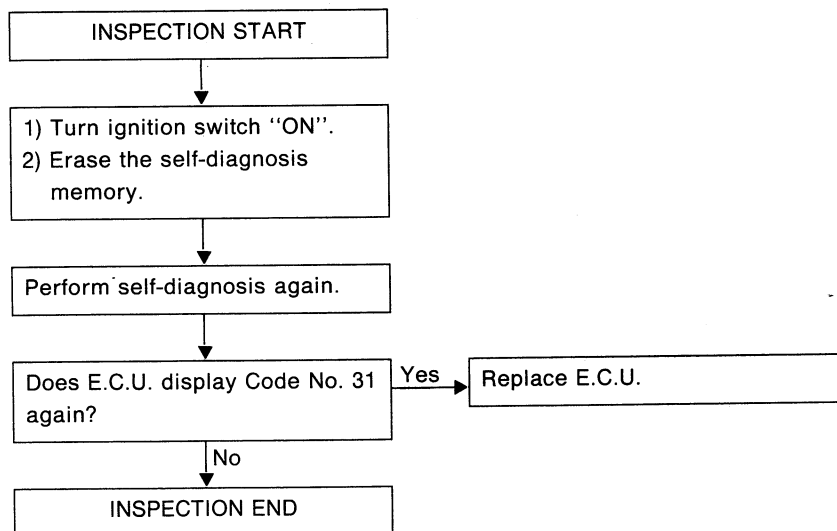 INSPECTION START
1) Turn ignition switch “ON”.
2) Erase the self-diagnosis
memory.
Perform self-diagnosis again.
Does E.C.U. display Code No. 31
again?
Yes
Replace E.C.U.
No
INSPECTION END